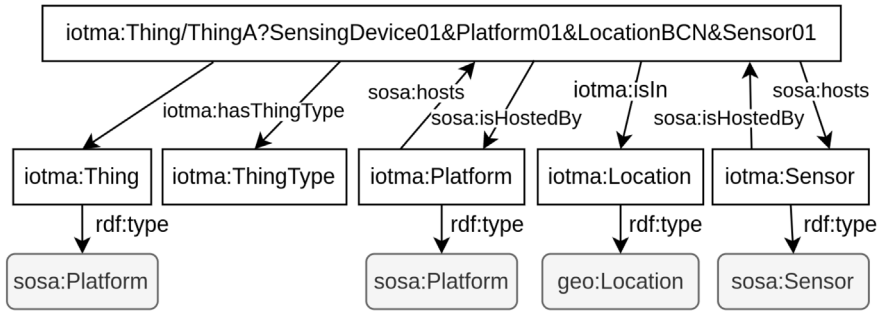 iotma:Thing/ThingA?SensingDevice01&Platform01&LocationBCN&Sensor01
iotma:hasThingType
sosa:hosts
sosa:isHostedBy
iotma:isIn
sosa:isHostedBy
sosa:hosts
iotma:Thing
iotma:ThingType
iotma:Platform
iotma:Location
iotma:Sensor
rdf:type
rdf:type
rdf:type
rdf:type
sosa:Platform
sosa:Platform
geo:Location
sosa:Sensor